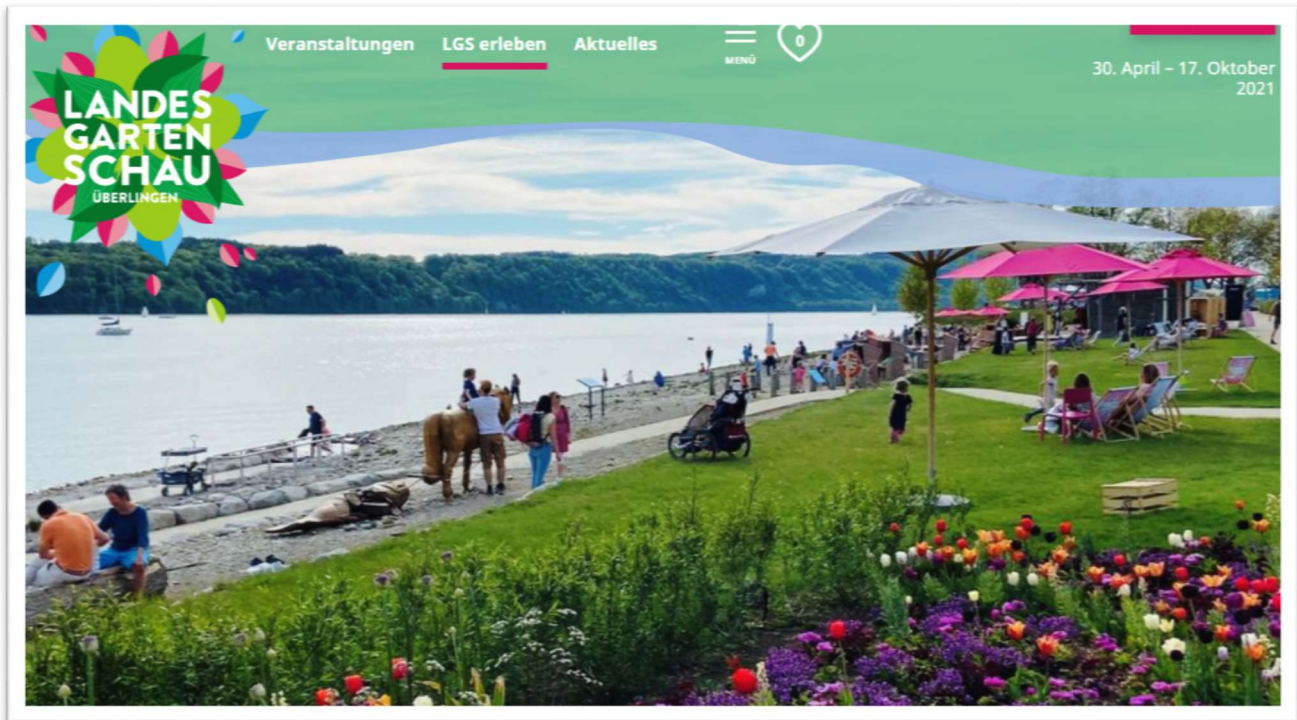 Veranstaltungen LGS erleben Aktuelles
MENÜ
0
30. April – 17. Oktober
2021
LANDES
GARTEN
SCHAU
ÜBERLINGEN